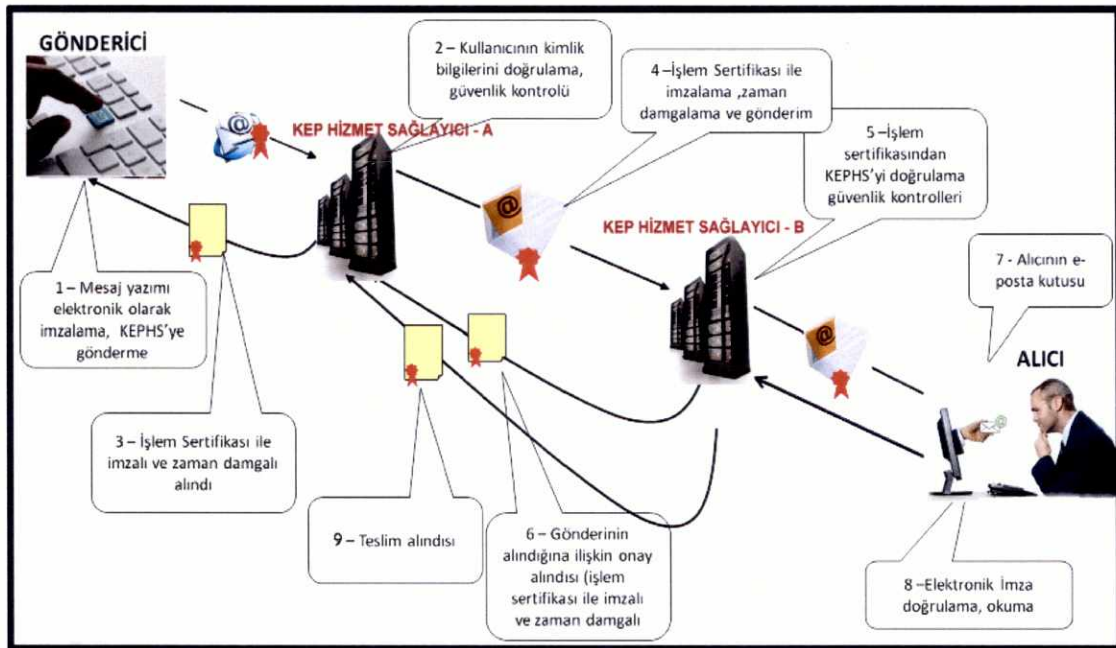 GÖNDERİCİ
2 – Kullanıcının kimlik
bilgilerini doğrulama,
güvenlik kontrolü
4 –İşlem Sertifikası ile
imzalama ,zaman
damgalama ve gönderim
KEP HİZMET SAĞLAYICI - A
5 –İşlem
sertifikasından
KEPHS'yi doğrulama
güvenlik kontrolleri
KEP HİZMET SAĞLAYICI - B
7 - Alıcının e-
posta kutusu
1 – Mesaj yazımı
elektronik olarak
imzalama, KEPHS'ye
gönderme
ALICI
3 – İşlem Sertifikası ile
imzalı ve zaman damgalı
alındı
9 – Teslim alındısı
6 – Gönderinin
alındığına ilişkin onay
alındısı (işlem
sertifikası ile imzalı
ve zaman damgalı
8 –Elektronik İmza
doğrulama, okuma